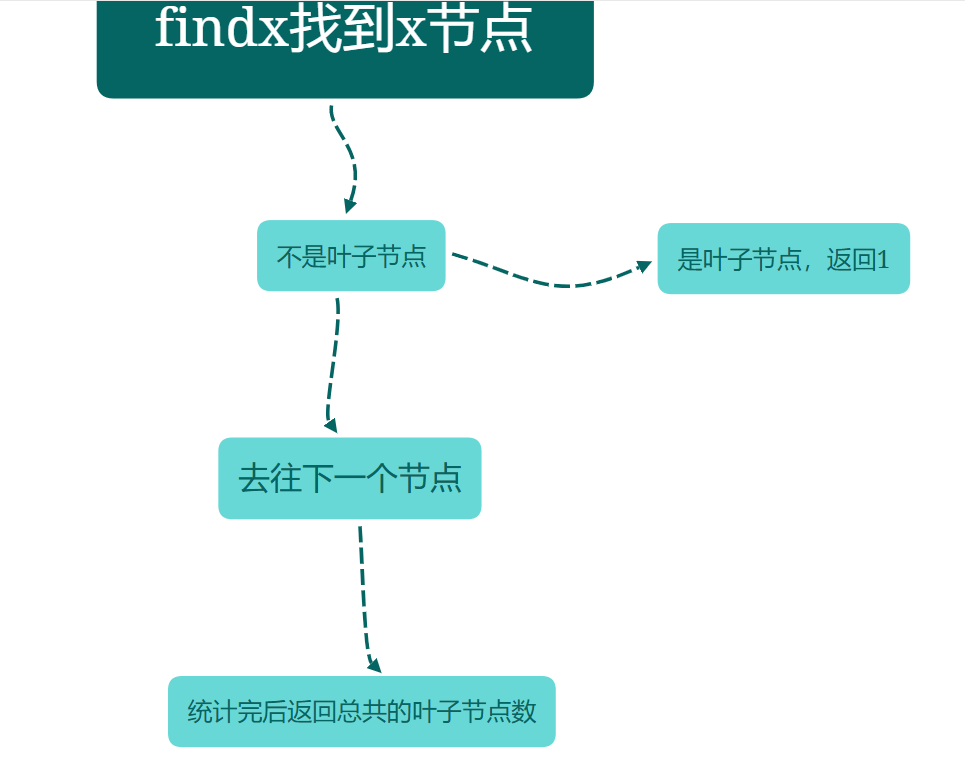 findx找到x节点
不是叶子节点
是叶子节点，返回1
去往下一个节点
统计完后返回总共的叶子节点数